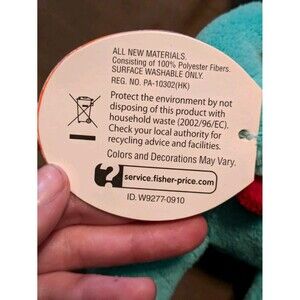 ALL NEW MATERIALS.
Consisting of 100% Polyester Fibers.
SURFACE WASHABLE ONLY.
REG. NO. PA-10302(HK)
Protect the environment by not
disposing of this product with
household waste (2002/96/EC).
Check your local authority for
recycling advice and facilities.
Colors and Decorations May Vary.
?
service.fisher-price.com
ID. W9277-0910